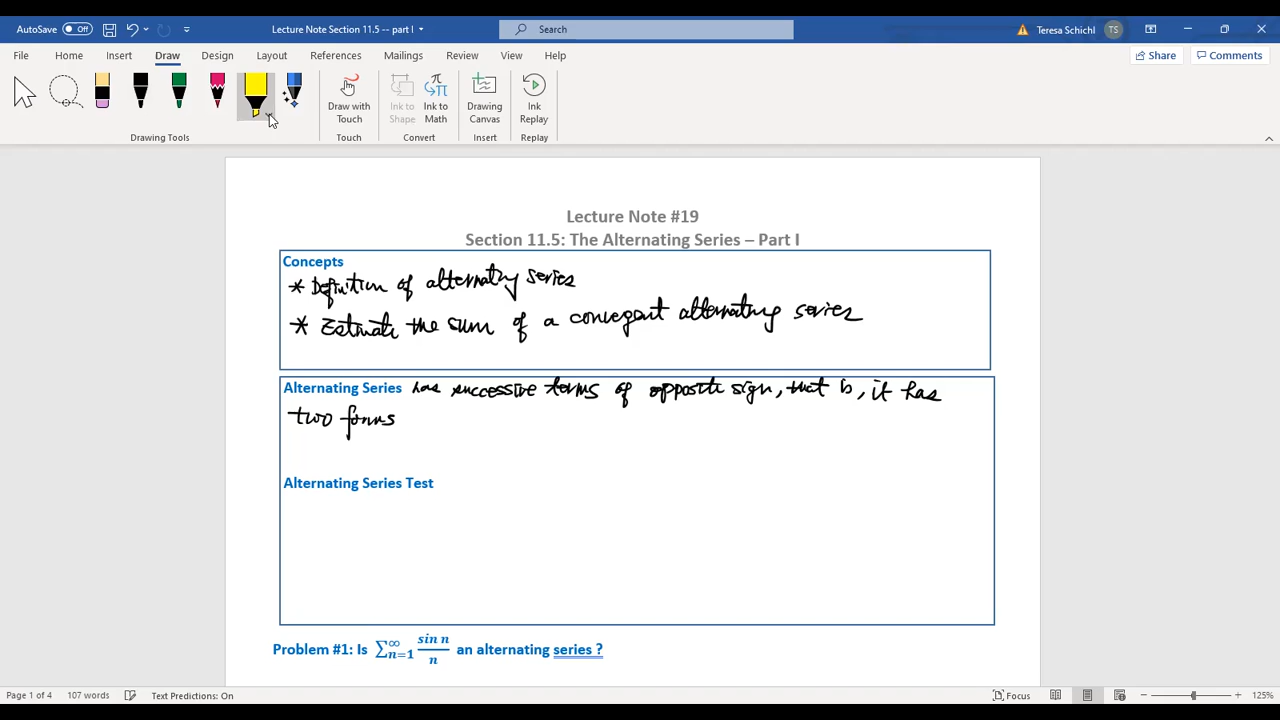 AutoSave Off Lecture Note Section 11.5 -- part I Search Teresa Schichl TS
File Home Insert Draw Design Layout References Mailings Review View Help Share Comments
Draw with Touch Ink to Shape Ink to Math Drawing Canvas Ink Replay
Drawing Tools Touch Convert Insert Replay
Lecture Note #19
Section 11.5: The Alternating Series – Part I
Concepts
* Definition of alternating series
* Estimate the sum of a convergent alternating series
Alternating Series has successive terms of opposite sign, that is, it has
two forms
Alternating Series Test
Problem #1: Is ∑_{n=1}^{∞} sin n / n an alternating series ?
Page 1 of 4 107 words Text Predictions: On Focus 125%